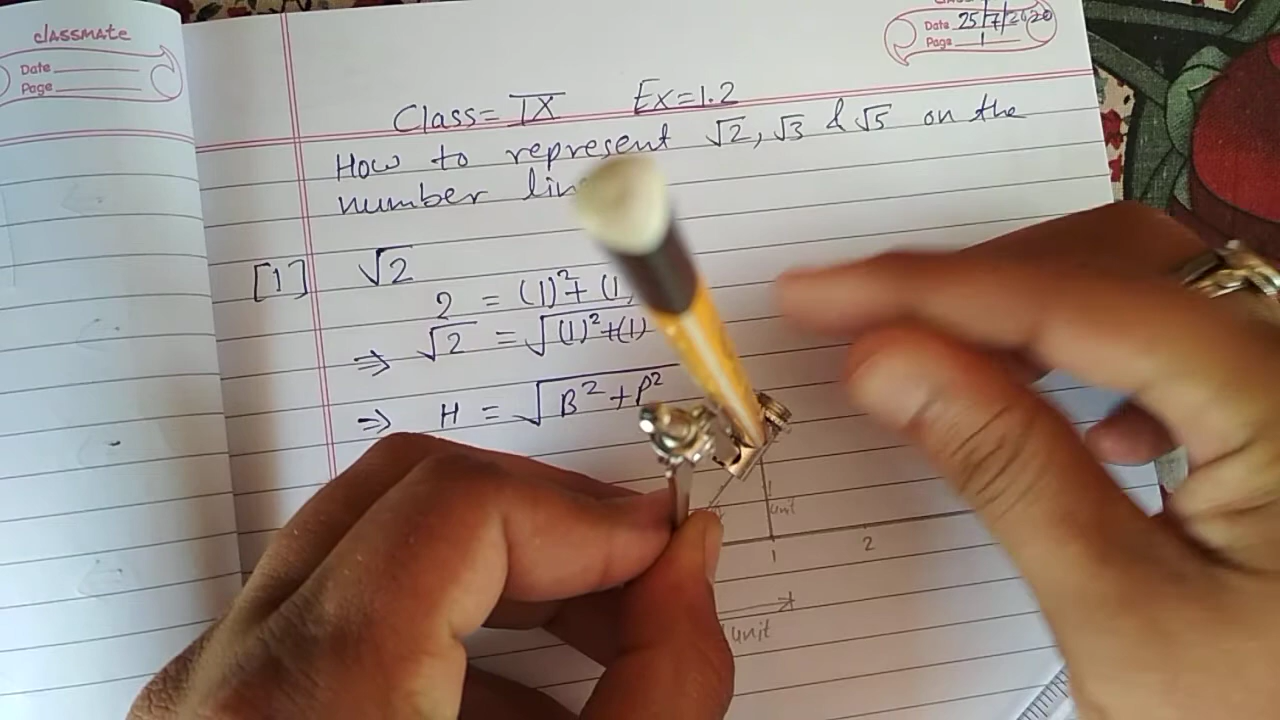 classmate
Date
Page
Date 25/7/2020
Page 1
Class = IX Ex = 1.2
How to represent √2, √3 & √5 on the
number
[1] √2
2 = (1)² + (1
⇒ √2 = √(1)² + (1)
⇒ H = √B² + P²
1
unit
1 2
unit